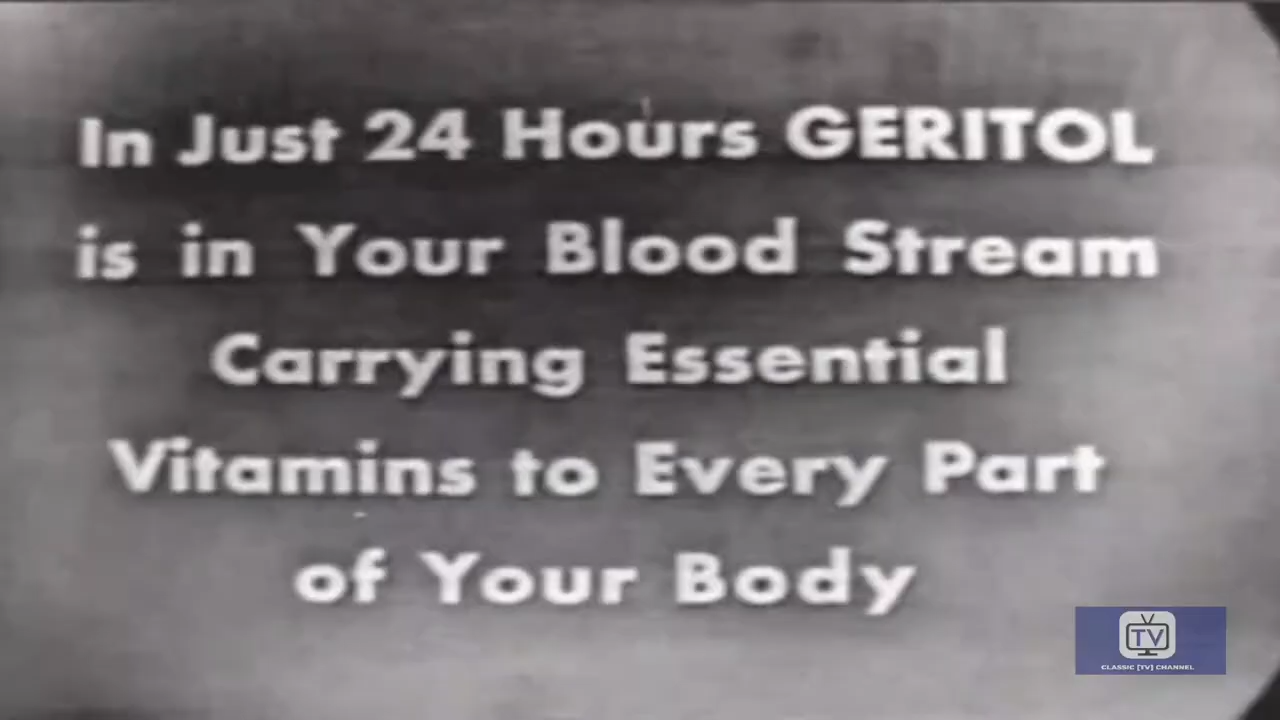 In Just 24 Hours GERITOL
is in Your Blood Stream
Carrying Essential
Vitamins to Every Part
of Your Body
TV
CLASSIC [TV] CHANNEL